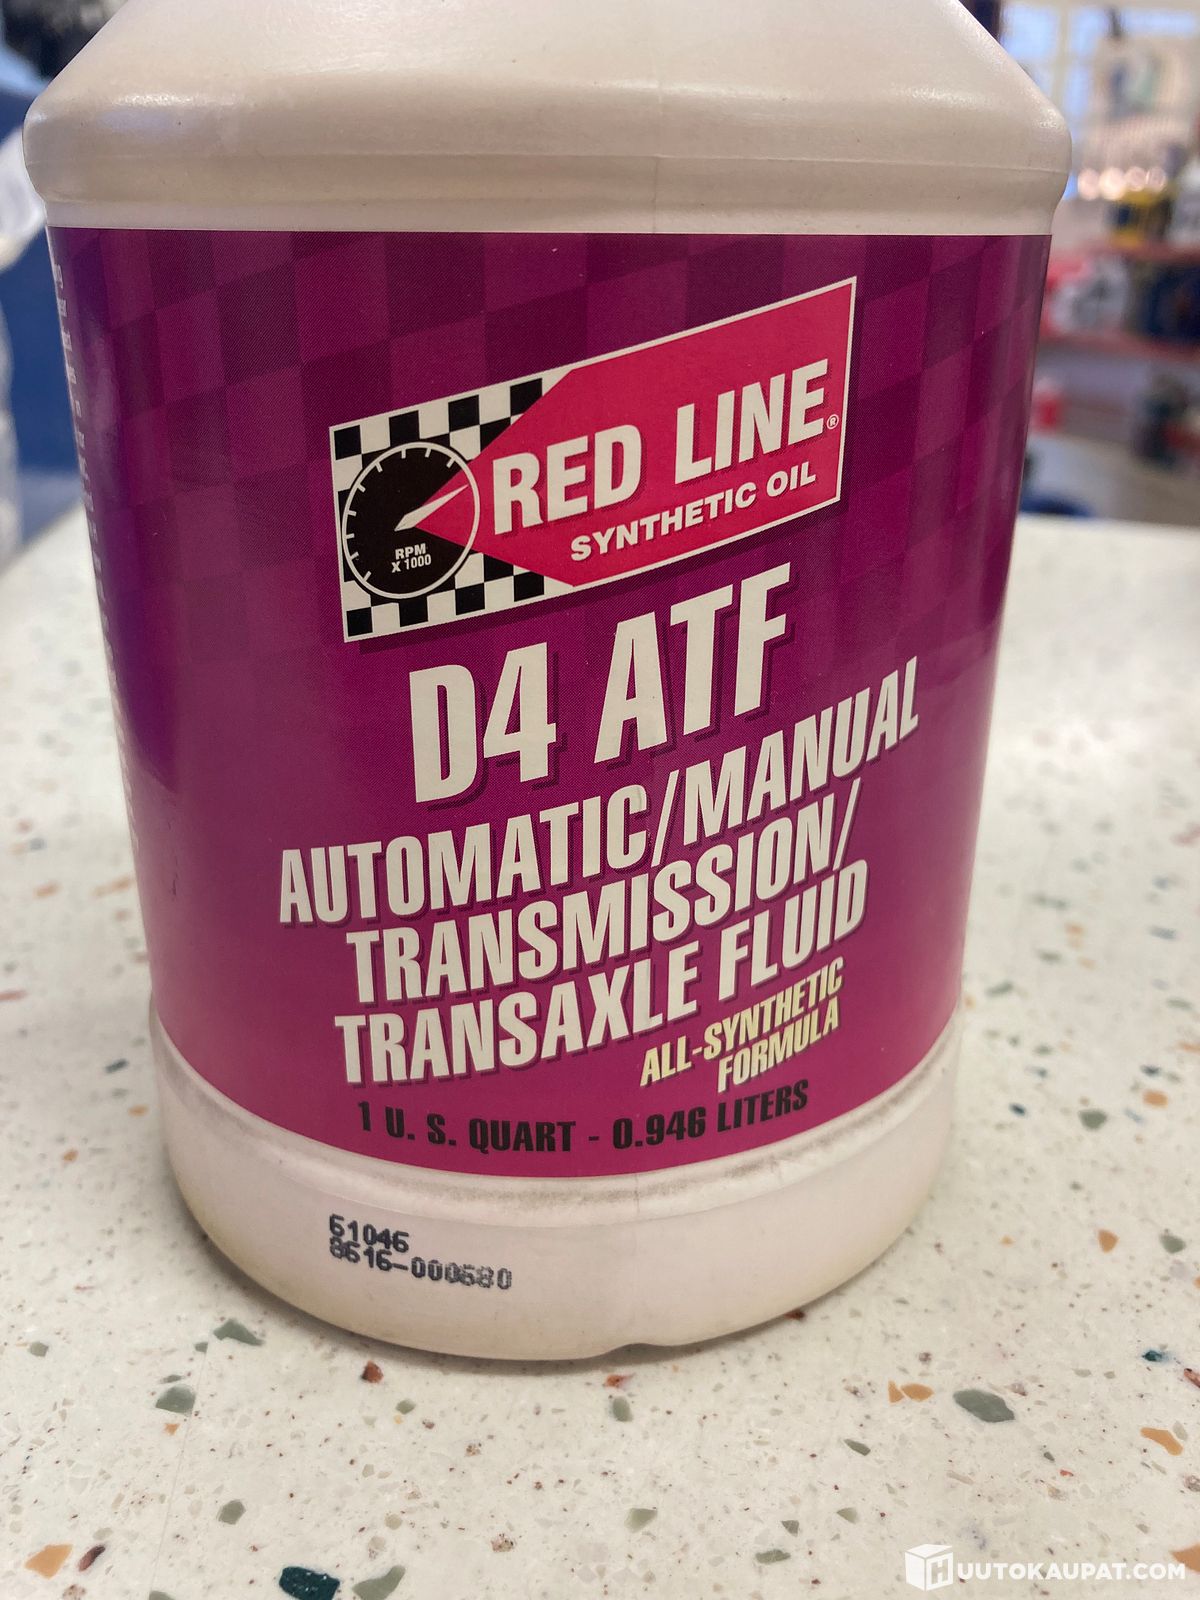 RED LINE®
SYNTHETIC OIL
RPM
X 1000
D4 ATF
AUTOMATIC/MANUAL
TRANSMISSION/
TRANSAXLE FLUID
ALL-SYNTHETIC
FORMULA
1 U. S. QUART - 0.946 LITERS
61046
8616-000680
HUUTOKAUPAT.COM